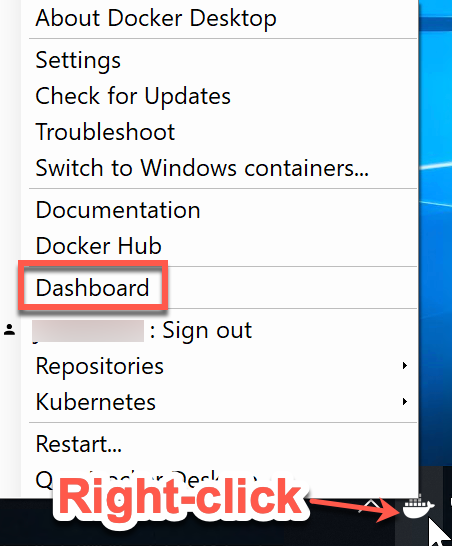 About Docker Desktop
Settings
Check for Updates
Troubleshoot
Switch to Windows containers...
Documentation
Docker Hub
Dashboard
: Sign out
Repositories
Kubernetes
Restart...
Right-click